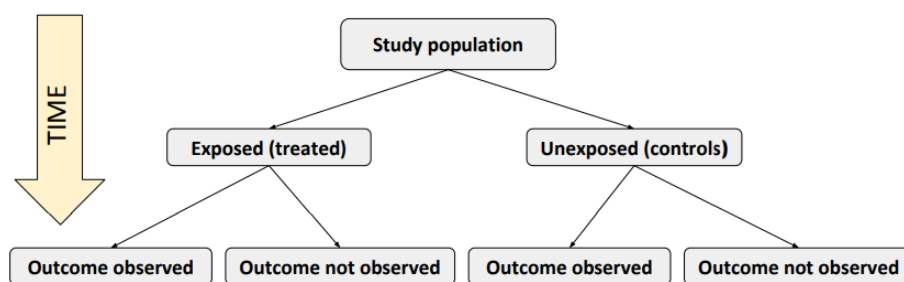 TIME
Study population
Exposed (treated)
Unexposed (controls)
Outcome observed
Outcome not observed
Outcome observed
Outcome not observed